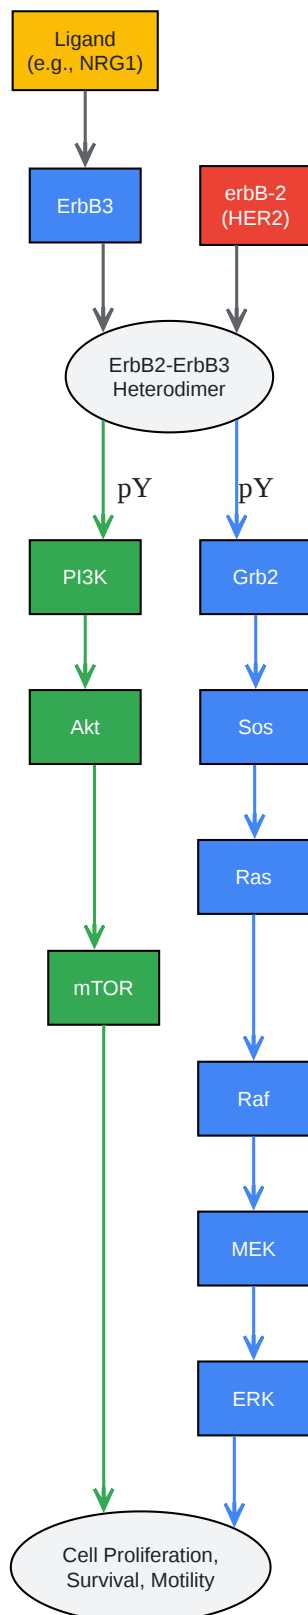 Ligand
(e.g., NRG1)
ErbB3
erbB-2
(HER2)
ErbB2-ErbB3
Heterodimer
pY
pY
PI3K
Grb2
Akt
Sos
Ras
mTOR
Raf
MEK
ERK
Cell Proliferation,
Survival, Motility